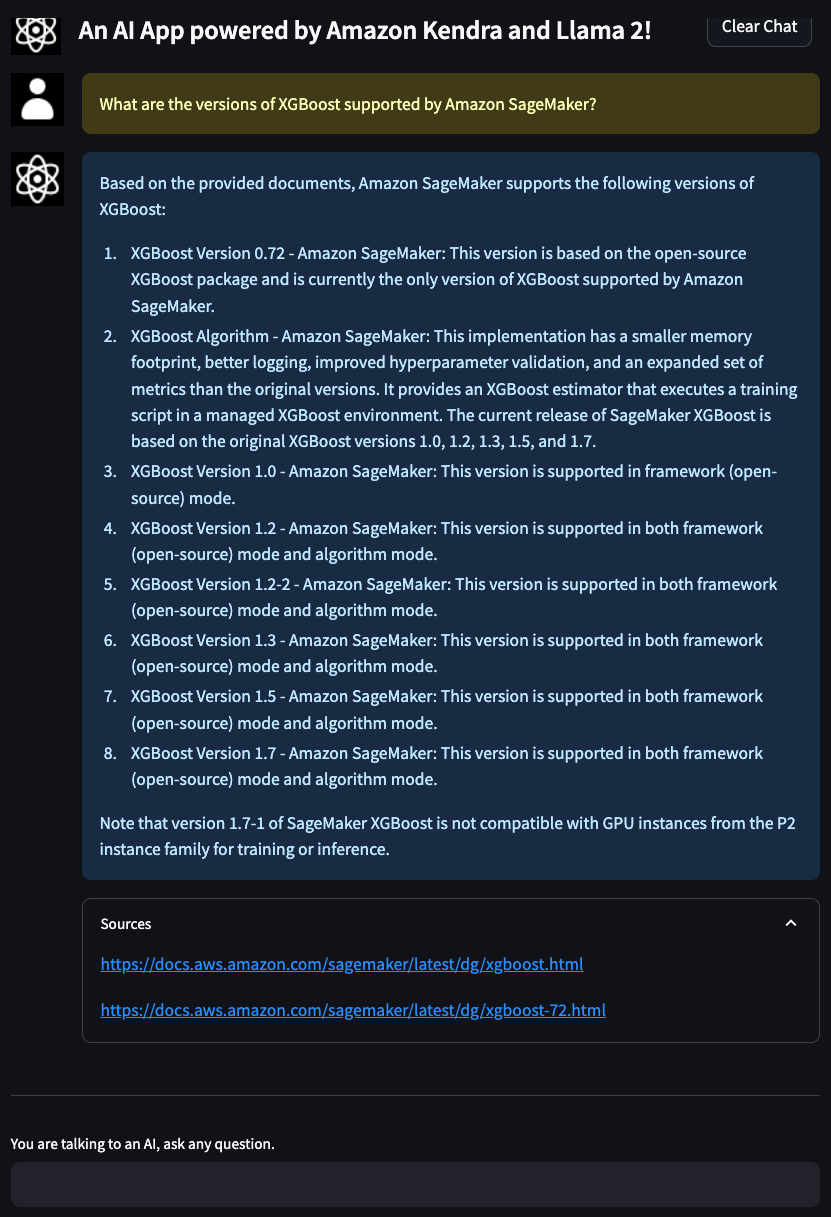 An AI App powered by Amazon Kendra and Llama 2!
Clear Chat
What are the versions of XGBoost supported by Amazon SageMaker?
Based on the provided documents, Amazon SageMaker supports the following versions of
XGBoost:
1. XGBoost Version 0.72 - Amazon SageMaker: This version is based on the open-source
XGBoost package and is currently the only version of XGBoost supported by Amazon
SageMaker.
2. XGBoost Algorithm - Amazon SageMaker: This implementation has a smaller memory
footprint, better logging, improved hyperparameter validation, and an expanded set of
metrics than the original versions. It provides an XGBoost estimator that executes a training
script in a managed XGBoost environment. The current release of SageMaker XGBoost is
based on the original XGBoost versions 1.0, 1.2, 1.3, 1.5, and 1.7.
3. XGBoost Version 1.0 - Amazon SageMaker: This version is supported in framework (open-
source) mode.
4. XGBoost Version 1.2 - Amazon SageMaker: This version is supported in both framework
(open-source) mode and algorithm mode.
5. XGBoost Version 1.2-2 - Amazon SageMaker: This version is supported in both framework
(open-source) mode and algorithm mode.
6. XGBoost Version 1.3 - Amazon SageMaker: This version is supported in both framework
(open-source) mode and algorithm mode.
7. XGBoost Version 1.5 - Amazon SageMaker: This version is supported in both framework
(open-source) mode and algorithm mode.
8. XGBoost Version 1.7 - Amazon SageMaker: This version is supported in both framework
(open-source) mode and algorithm mode.
Note that version 1.7-1 of SageMaker XGBoost is not compatible with GPU instances from the P2
instance family for training or inference.
Sources
https://docs.aws.amazon.com/sagemaker/latest/dg/xgboost.html
https://docs.aws.amazon.com/sagemaker/latest/dg/xgboost-72.html
You are talking to an AI, ask any question.